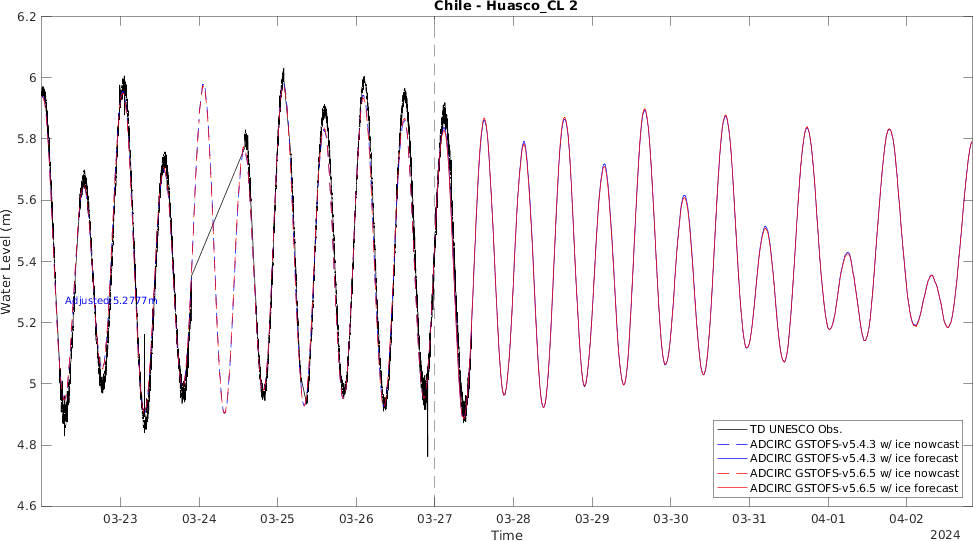 Chile - Huasco_CL 2
6.2
6
5.8
5.6
5.4
5.2
5
4.8
4.6
Water Level (m)
Adjusted:5.2777m
TD UNESCO Obs.
ADCIRC GSTOFS-v5.4.3 w/ ice nowcast
ADCIRC GSTOFS-v5.4.3 w/ ice forecast
ADCIRC GSTOFS-v5.6.5 w/ ice nowcast
ADCIRC GSTOFS-v5.6.5 w/ ice forecast
03-23 03-24 03-25 03-26 03-27 03-28 03-29 03-30 03-31 04-01 04-02
Time
2024